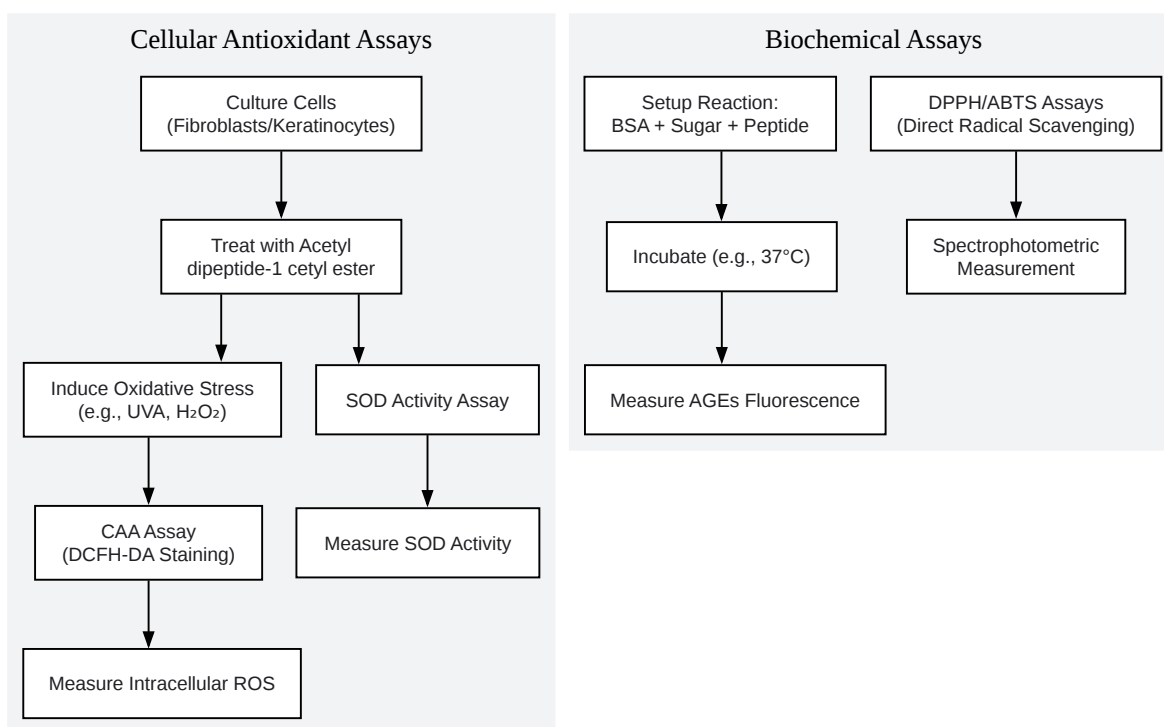 Cellular Antioxidant Assays
Culture Cells
(Fibroblasts/Keratinocytes)
Treat with Acetyl
dipeptide-1 cetyl ester
Induce Oxidative Stress
(e.g., UVA, H₂O₂)
SOD Activity Assay
CAA Assay
(DCFH-DA Staining)
Measure SOD Activity
Measure Intracellular ROS
Biochemical Assays
Setup Reaction:
BSA + Sugar + Peptide
DPPH/ABTS Assays
(Direct Radical Scavenging)
Incubate (e.g., 37°C)
Spectrophotometric
Measurement
Measure AGEs Fluorescence